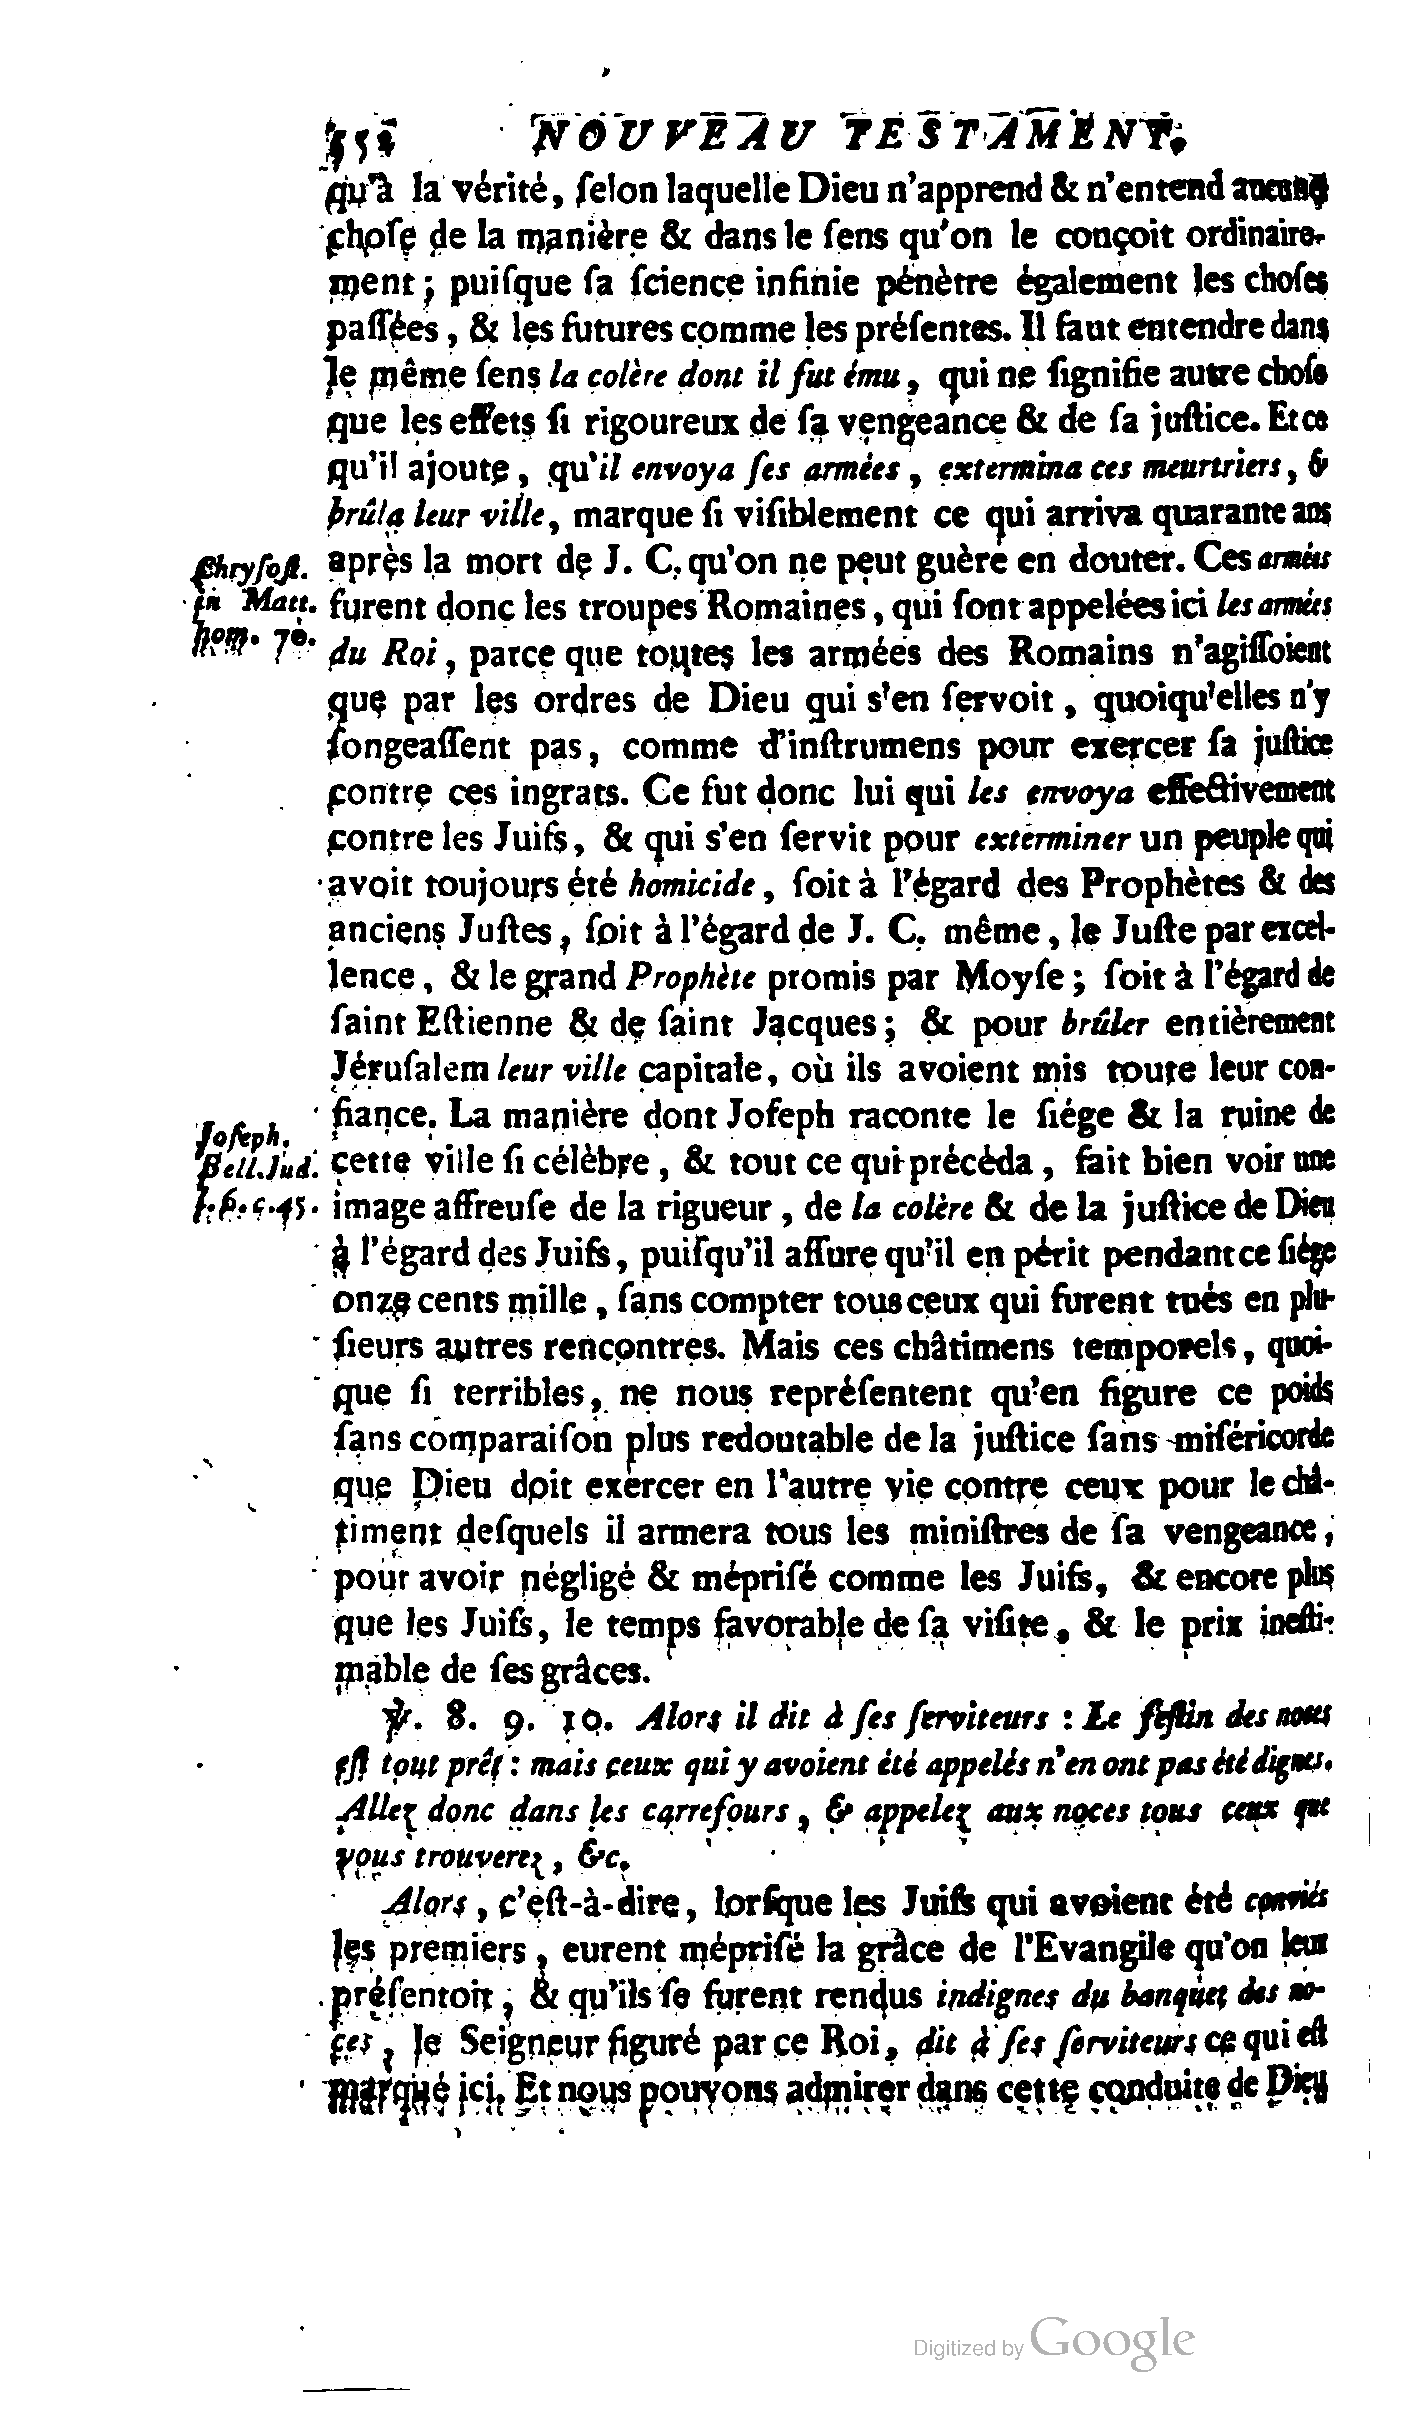 552 NOUVEAU TESTAMENT.
qu'à la vérité, ſelon laquelle Dieu n'apprend & n'entend aucune
choſe de la manière & dans le ſens qu'on le conçoit ordinaire-
ment ; puiſque ſa ſcience infinie pénètre également les choſes
paſſées, & les futures comme les préſentes. Il faut entendre dans
le même ſens la colère dont il fut ému, qui ne ſignifie autre choſe
que les effets ſi rigoureux de ſa vengeance & de ſa juſtice. Et ce
qu'il ajoute, qu'il envoya ſes armées, extermina ces meurtriers, &
brûla leur ville, marque ſi viſiblement ce qui arriva quarante ans
après la mort de J. C. qu'on ne peut guère en douter. Ces armées
furent donc les troupes Romaines, qui ſont appelées ici les armées
du Roi, parce que toutes les armées des Romains n'agiſſoient
que par les ordres de Dieu qui s'en ſervoit, quoiqu'elles n'y
ſongeaſſent pas, comme d'inſtrumens pour exercer ſa juſtice
contre ces ingrats. Ce fut donc lui qui les envoya effectivement
contre les Juifs, & qui s'en ſervit pour exterminer un peuple qui
avoit toujours été homicide, ſoit à l'égard des Prophètes & des
anciens Juſtes, ſoit à l'égard de J. C. même, le Juſte par excel-
lence, & le grand Prophète promis par Moyſe ; ſoit à l'égard de
ſaint Eſtienne & de ſaint Jacques ; & pour brûler entièrement
Jéruſalem leur ville capitale, où ils avoient mis toute leur con-
fiance. La manière dont Joſeph raconte le ſiége & la ruine de
cette ville ſi célèbre, & tout ce qui précéda, fait bien voir une
image affreuſe de la rigueur, de la colère & de la juſtice de Dieu
à l'égard des Juifs, puiſqu'il aſſure qu'il en périt pendant ce ſiége
onze cents mille, ſans compter tous ceux qui furent tués en plu-
ſieurs autres rencontres. Mais ces châtimens temporels, quoi-
que ſi terribles, ne nous repréſentent qu'en figure ce poids
ſans comparaiſon plus redoutable de la juſtice ſans miſéricorde
que Dieu doit exercer en l'autre vie contre ceux pour le châ-
timent deſquels il armera tous les miniſtres de ſa vengeance,
pour avoir négligé & mépriſé comme les Juifs, & encore plus
que les Juifs, le temps favorable de ſa viſite, & le prix ineſti-
mable de ſes grâces.
℣. 8. 9. 10. Alors il dit à ſes ſerviteurs : Le feſtin des noces
eſt tout prêt : mais ceux qui y avoient été appelés n'en ont pas été dignes.
Allez donc dans les carrefours, & appelez aux noces tous ceux que
vous trouverez, &c.
Alors, c'eſt-à-dire, lorſque les Juifs qui avoient été conviés
les premiers, eurent mépriſé la grâce de l'Evangile qu'on leur
préſentoit, & qu'ils ſe furent rendus indignes du banquet des no-
ces, le Seigneur figuré par ce Roi, dit à ſes ſerviteurs ce qui eſt
marqué ici. Et nous pouvons admirer dans cette conduite de Dieu
Chryſoſt.
in Matt.
hom. 70.
Joſeph.
Bell. Jud.
l. 6. c. 45.
Digitized by Google